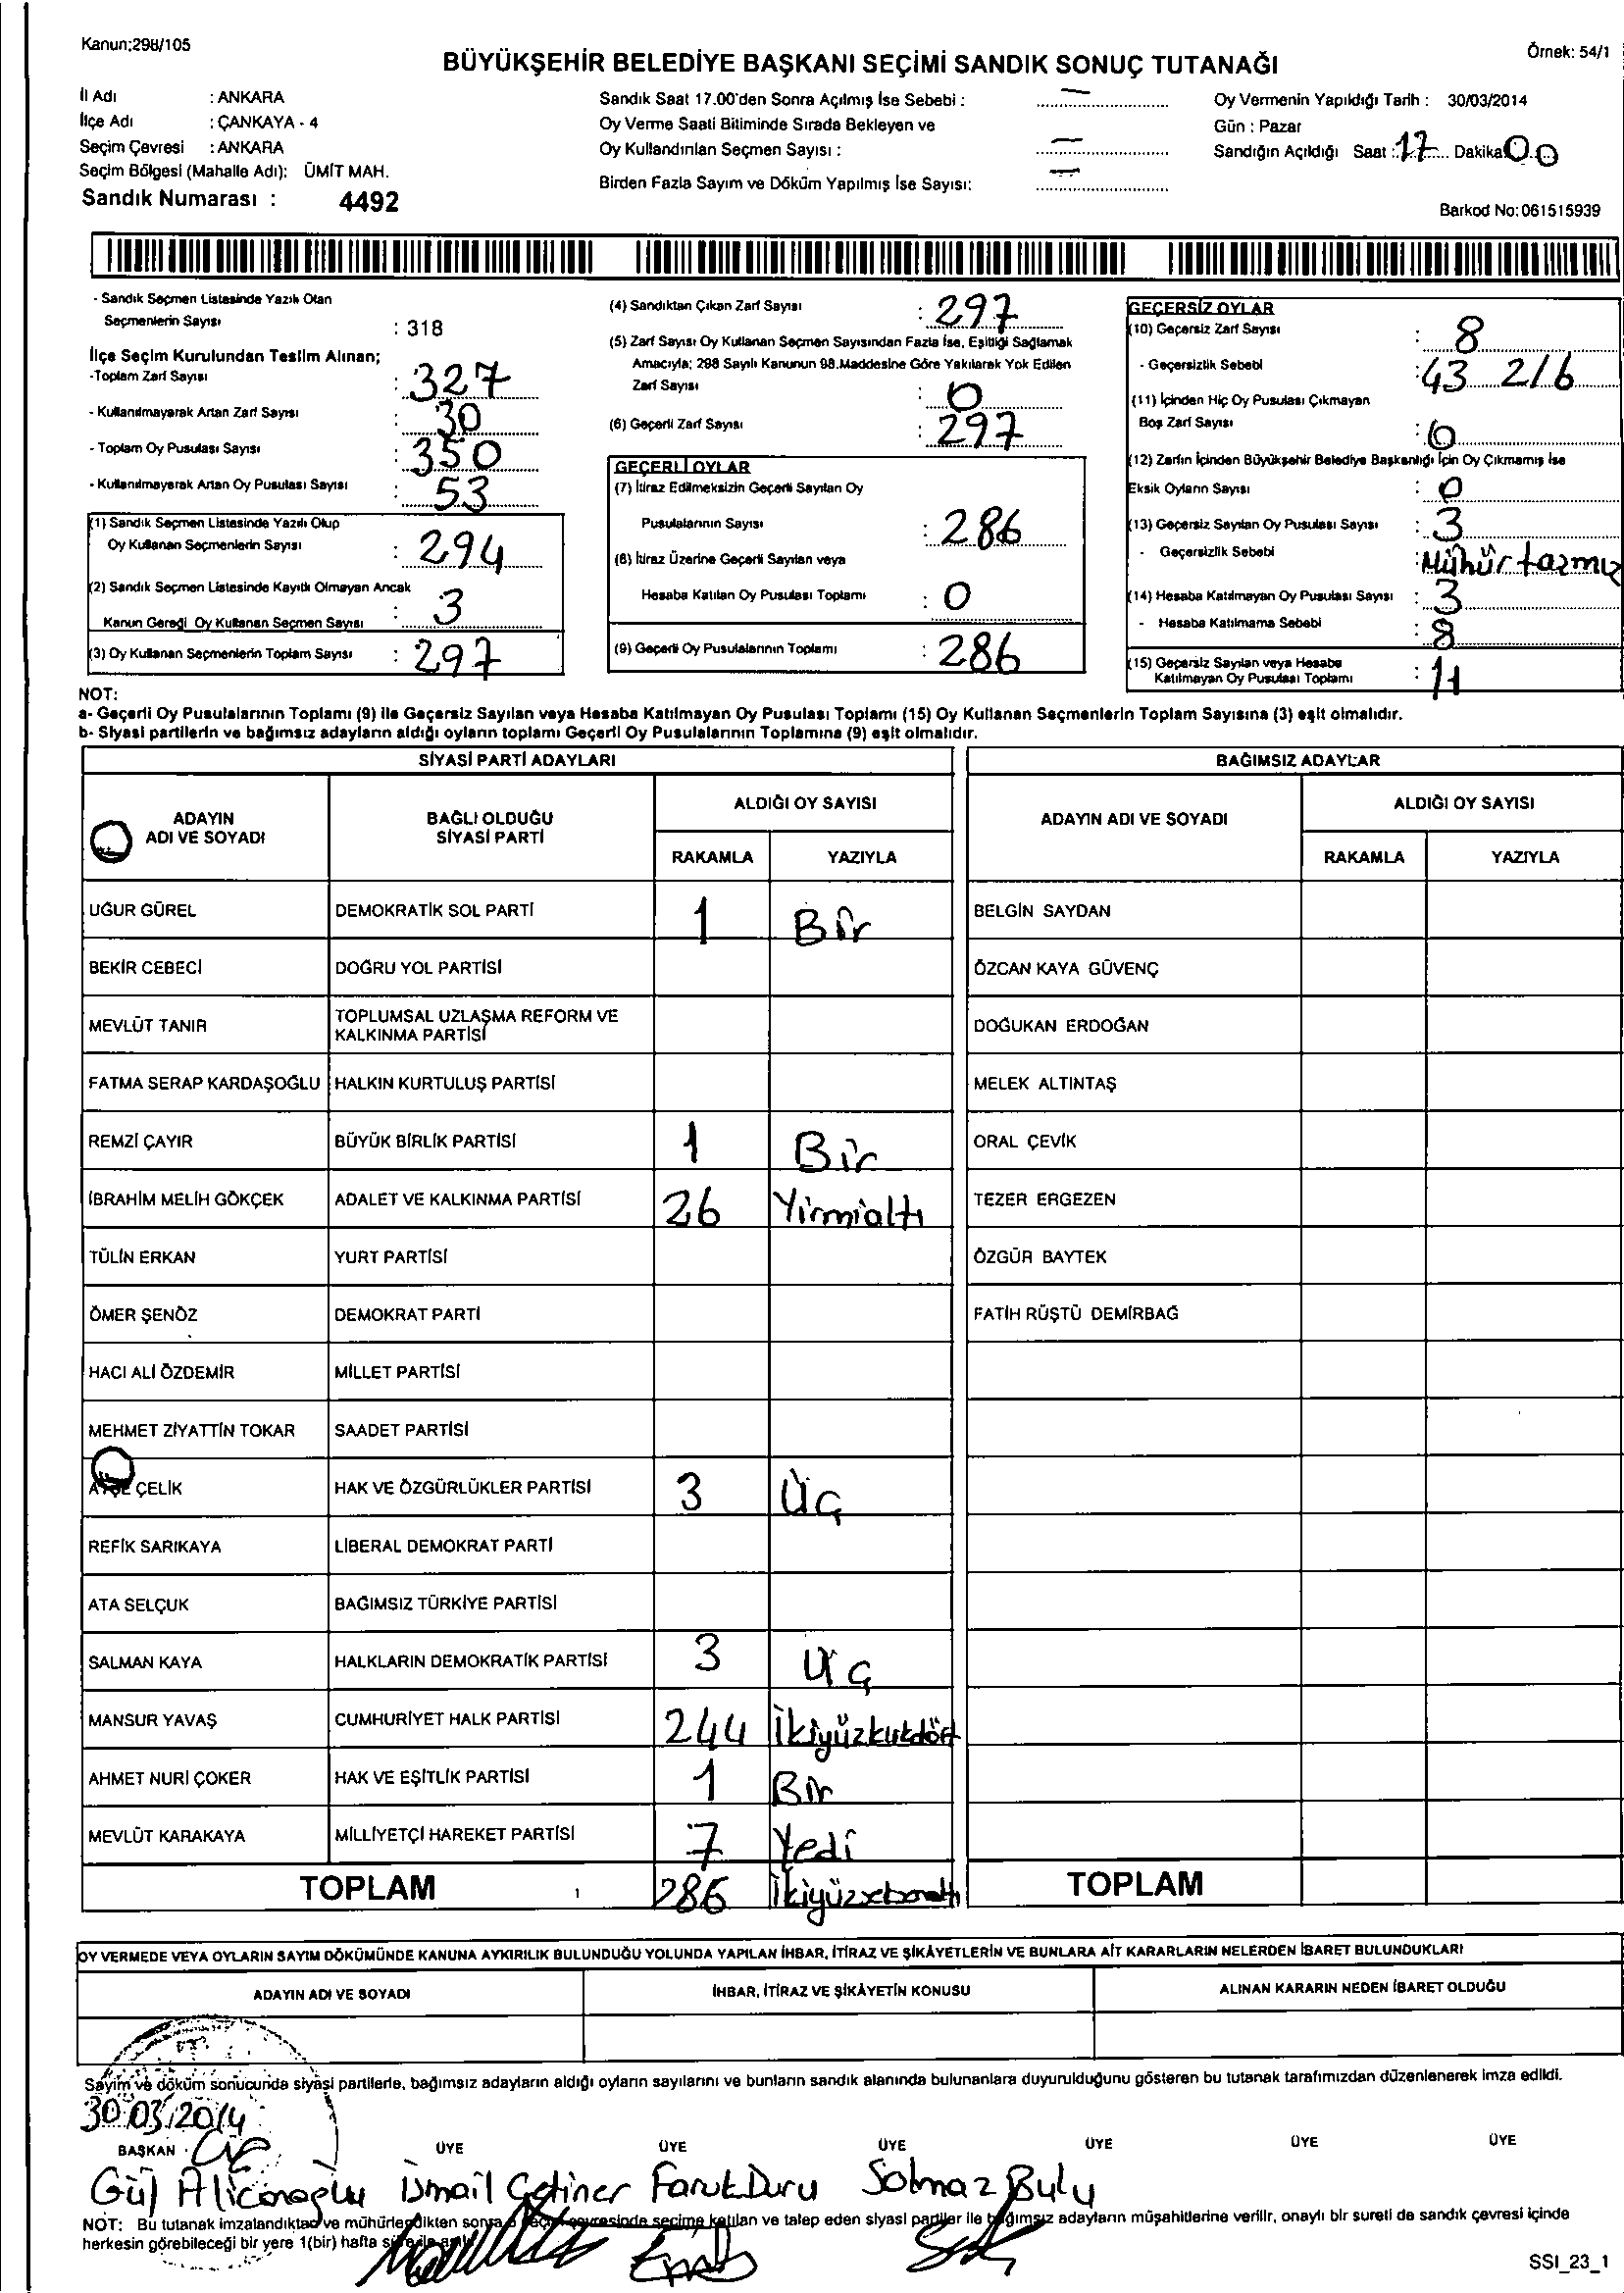 Kanun:298/105
Örnek: 54/1
BÜYÜKŞEHİR BELEDİYE BAŞKANI SEÇİMİ SANDIK SONUÇ TUTANAĞI
İl Adı : ANKARA
İlçe Adı : ÇANKAYA - 4
Seçim Çevresi : ANKARA
Seçim Bölgesi (Mahalle Adı): ÜMİT MAH.
Sandık Numarası : 4492
Sandık Saat 17.00'den Sonra Açılmış İse Sebebi : —
Oy Verme Saati Bitiminde Sırada Bekleyen ve
Oy Kullandırılan Seçmen Sayısı : —
Birden Fazla Sayım ve Döküm Yapılmış İse Sayısı: —
Oy Vermenin Yapıldığı Tarih : 30/03/2014
Gün : Pazar
Sandığın Açıldığı Saat : 17 Dakika 00
Barkod No: 061515939
- Sandık Seçmen Listesinde Yazılı Olan
Seçmenlerin Sayısı : 318
İlçe Seçim Kurulundan Teslim Alınan;
-Toplam Zarf Sayısı : 327
- Kullanılmayarak Artan Zarf Sayısı : 30
- Toplam Oy Pusulası Sayısı : 350
- Kullanılmayarak Artan Oy Pusulası Sayısı : 53
(1) Sandık Seçmen Listesinde Yazılı Olup
Oy Kullanan Seçmenlerin Sayısı : 294
(2) Sandık Seçmen Listesinde Kayıtlı Olmayan Ancak
Kanun Gereği Oy Kullanan Seçmen Sayısı : 3
(3) Oy Kullanan Seçmenlerin Toplam Sayısı : 297
(4) Sandıktan Çıkan Zarf Sayısı : 297
(5) Zarf Sayısı Oy Kullanan Seçmen Sayısından Fazla İse, Eşitliği Sağlamak
Amacıyla; 298 Sayılı Kanunun 98.Maddesine Göre Yakılarak Yok Edilen
Zarf Sayısı : 0
(6) Geçerli Zarf Sayısı : 297
GEÇERLİ OYLAR
(7) İtiraz Edilmeksizin Geçerli Sayılan Oy
Pusulalarının Sayısı : 286
(8) İtiraz Üzerine Geçerli Sayılan veya
Hesaba Katılan Oy Pusulası Toplamı : 0
(9) Geçerli Oy Pusulalarının Toplamı : 286
GEÇERSİZ OYLAR
(10) Geçersiz Zarf Sayısı : 8
- Geçersizlik Sebebi : 43 2/6
(11) İçinden Hiç Oy Pusulası Çıkmayan
Boş Zarf Sayısı : 0
(12) Zarfın İçinden Büyükşehir Belediye Başkanlığı İçin Oy Çıkmamış İse
Eksik Oyların Sayısı : 0
(13) Geçersiz Sayılan Oy Pusulası Sayısı : 3
- Geçersizlik Sebebi : Mühür
(14) Hesaba Katılmayan Oy Pusulası Sayısı : 3
- Hesaba Katılmama Sebebi : 8
(15) Geçersiz Sayılan veya Hesaba
Katılmayan Oy Pusulası Toplamı : 11
NOT:
a- Geçerli Oy Pusulalarının Toplamı (9) ile Geçersiz Sayılan veya Hesaba Katılmayan Oy Pusulası Toplamı (15) Oy Kullanan Seçmenlerin Toplam Sayısına (3) eşit olmalıdır.
b- Siyasi partilerin ve bağımsız adayların aldığı oyların toplamı Geçerli Oy Pusulalarının Toplamına (9) eşit olmalıdır.
SİYASİ PARTİ ADAYLARI
ADAYIN ADI VE SOYADI
BAĞLI OLDUĞU SİYASİ PARTİ
ALDIĞI OY SAYISI
RAKAMLA YAZIYLA
UĞUR GÜREL DEMOKRATİK SOL PARTİ 1 Bir
BEKİR CEBECİ DOĞRU YOL PARTİSİ
MEVLÜT TANIR TOPLUMSAL UZLAŞMA REFORM VE KALKINMA PARTİSİ
FATMA SERAP KARDAŞOĞLU HALKIN KURTULUŞ PARTİSİ
REMZİ ÇAYIR BÜYÜK BİRLİK PARTİSİ 1 Bir
İBRAHİM MELİH GÖKÇEK ADALET VE KALKINMA PARTİSİ 26 Yirmialtı
TÜLİN ERKAN YURT PARTİSİ
ÖMER ŞENÖZ DEMOKRAT PARTİ
HACI ALİ ÖZDEMİR MİLLET PARTİSİ
MEHMET ZİYATTİN TOKAR SAADET PARTİSİ
AYŞE ÇELİK HAK VE ÖZGÜRLÜKLER PARTİSİ 3 Üç
REFİK SARIKAYA LİBERAL DEMOKRAT PARTİ
ATA SELÇUK BAĞIMSIZ TÜRKİYE PARTİSİ
SALMAN KAYA HALKLARIN DEMOKRATİK PARTİSİ 3 Üç
MANSUR YAVAŞ CUMHURİYET HALK PARTİSİ 244 İkiyüzkırkdört
AHMET NURİ ÇOKER HAK VE EŞİTLİK PARTİSİ 1 Bir
MEVLÜT KARAKAYA MİLLİYETÇİ HAREKET PARTİSİ 7 Yedi
TOPLAM 1 286 İkiyüzseksenaltı
BAĞIMSIZ ADAYLAR
ADAYIN ADI VE SOYADI
ALDIĞI OY SAYISI
RAKAMLA YAZIYLA
BELGİN SAYDAN
ÖZCAN KAYA GÜVENÇ
DOĞUKAN ERDOĞAN
MELEK ALTINTAŞ
ORAL ÇEVİK
TEZER ERGEZEN
ÖZGÜR BAYTEK
FATİH RÜŞTÜ DEMİRBAĞ
TOPLAM
OY VERMEDE VEYA OYLARIN SAYIM DÖKÜMÜNDE KANUNA AYKIRILIK BULUNDUĞU YOLUNDA YAPILAN İHBAR, İTİRAZ VE ŞİKÂYETLERİN VE BUNLARA AİT KARARLARIN NELERDEN İBARET BULUNDUKLARI
ADAYIN ADI VE SOYADI İHBAR, İTİRAZ VE ŞİKÂYETİN KONUSU ALINAN KARARIN NEDEN İBARET OLDUĞU
Sayım ve döküm sonucunda siyasi partilerle, bağımsız adayların aldığı oyların sayılarını ve bunların sandık alanında bulunanlara duyurulduğunu gösteren bu tutanak tarafımızdan düzenlenerek imza edildi.
30 03/2014
BAŞKAN ÜYE ÜYE ÜYE ÜYE ÜYE ÜYE
Gül İsmail Çetiner Faruk Duru Solmaz Bulu
NOT: Bu tutanak imzalandıktan ve mühürlendikten sonra seçim çevresinde seçime katılan ve talep eden siyasi partiler ile bağımsız adayların müşahitlerine verilir, onaylı bir sureti de sandık çevresi içinde
herkesin görebileceği bir yere 1(bir) hafta süreyle asılır.
SSI_23_1